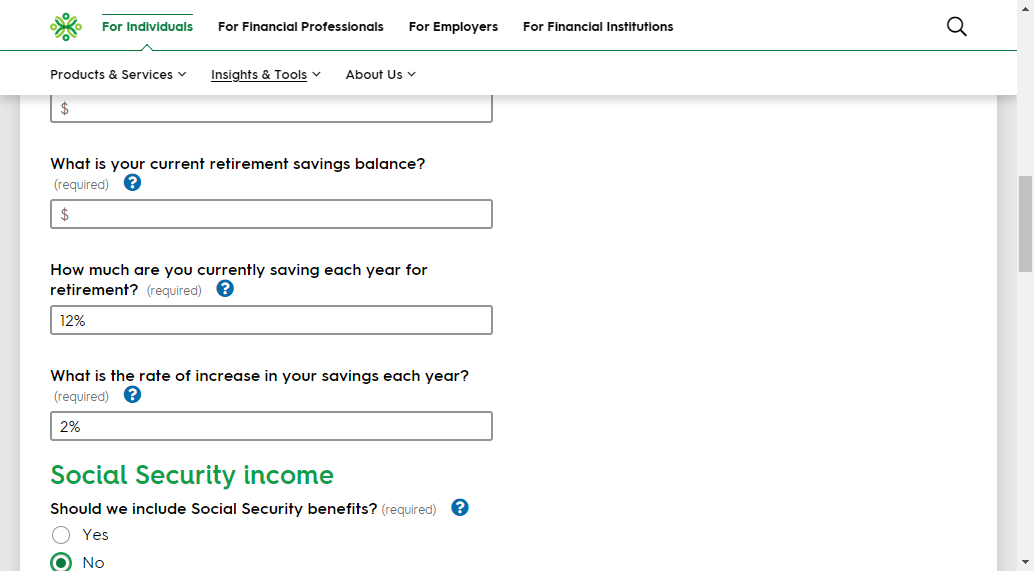 For Individuals For Financial Professionals For Employers For Financial Institutions
Products & Services Insights & Tools About Us
$
What is your current retirement savings balance?
(required) ?
$
How much are you currently saving each year for
retirement? (required) ?
12%
What is the rate of increase in your savings each year?
(required) ?
2%
Social Security income
Should we include Social Security benefits? (required) ?
Yes
No